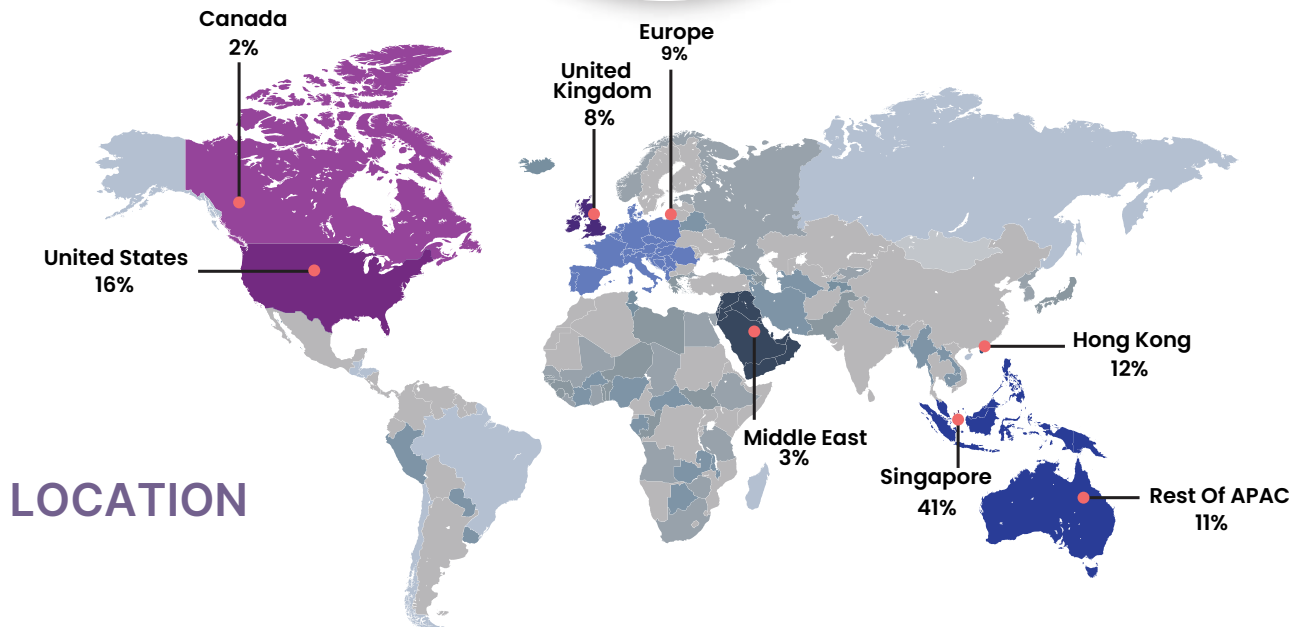 Canada
2%
Europe
9%
United
Kingdom
8%
United States
16%
Hong Kong
12%
Middle East
3%
Singapore
41%
Rest Of APAC
11%
LOCATION